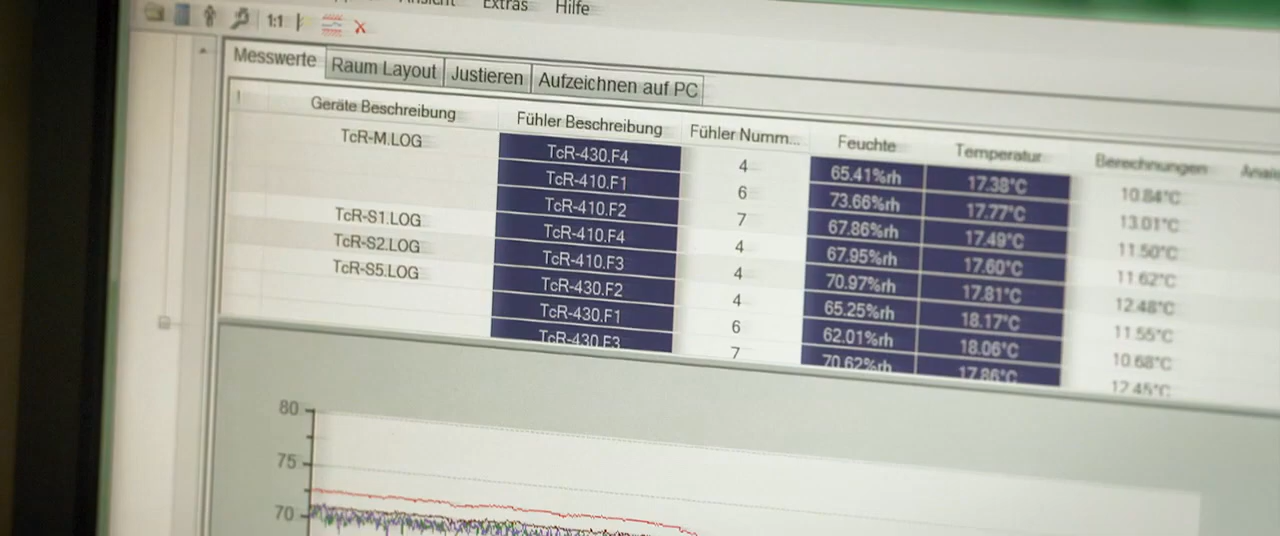 Ansicht Extras Hilfe
1:1
Messwerte Raum Layout Justieren Aufzeichnen auf PC
! Geräte Beschreibung Fühler Beschreibung Fühler Numm... Feuchte Temperatur Berechnungen
TcR-M.LOG TcR-430.F4 4 65.41%rh 17.38°C 10.84°C
TcR-410.F1 6 73.66%rh 17.77°C 13.01°C
TcR-410.F2 7 67.86%rh 17.49°C 11.50°C
TcR-S1.LOG TcR-410.F4 4 67.95%rh 17.60°C 11.62°C
TcR-S2.LOG TcR-410.F3 4 70.97%rh 17.81°C 12.48°C
TcR-S5.LOG TcR-430.F2 4 65.25%rh 18.17°C 11.55°C
TcR-430.F1 6 62.01%rh 18.06°C 10.68°C
TcR-430.F3 7 70.62%rh 17.86°C 12.45°C
80
75
70